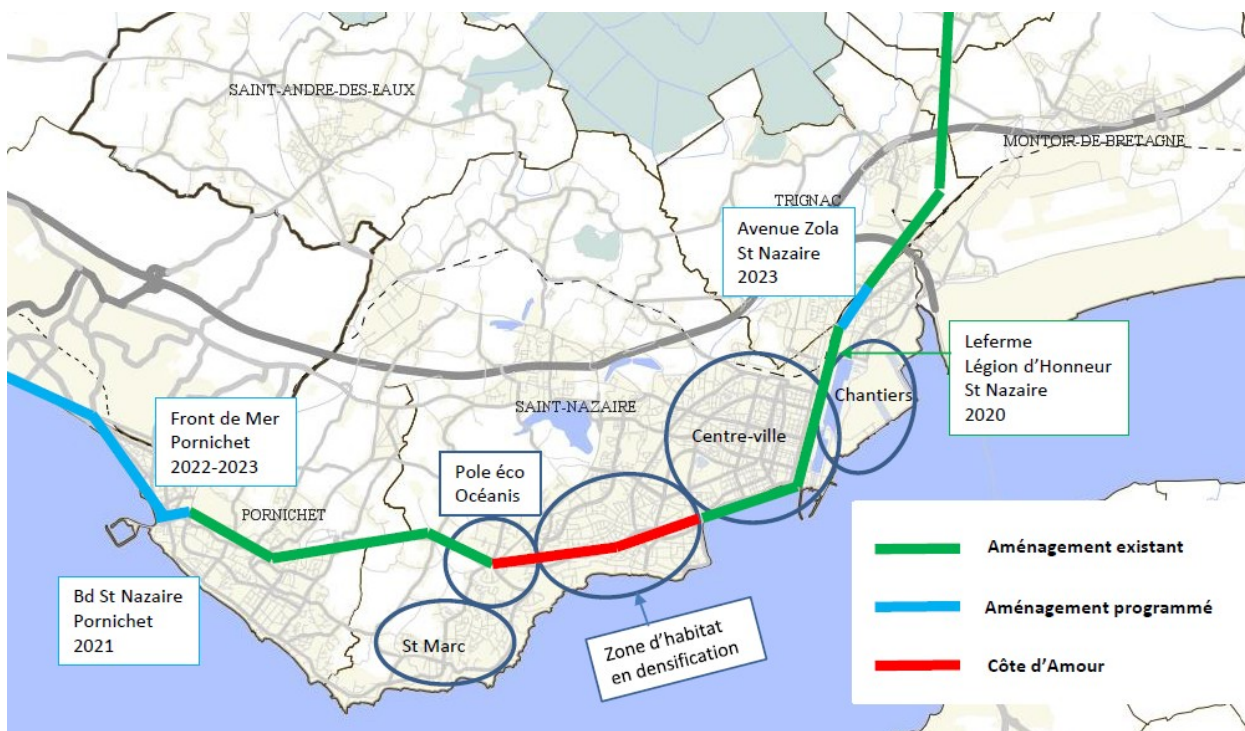 SAINT-ANDRE-DES-EAUX
MONTOIR-DE-BRETAGNE
TRIGNAC
Avenue Zola
St Nazaire
2023
Leferme
Légion d'Honneur
St Nazaire
2020
Chantiers
SAINT-NAZAIRE
Centre-ville
Front de Mer
Pornichet
2022-2023
Pole éco
Océanis
PORNICHET
Bd St Nazaire
Pornichet
2021
St Marc
Zone d'habitat
en densification
Aménagement existant
Aménagement programmé
Côte d'Amour